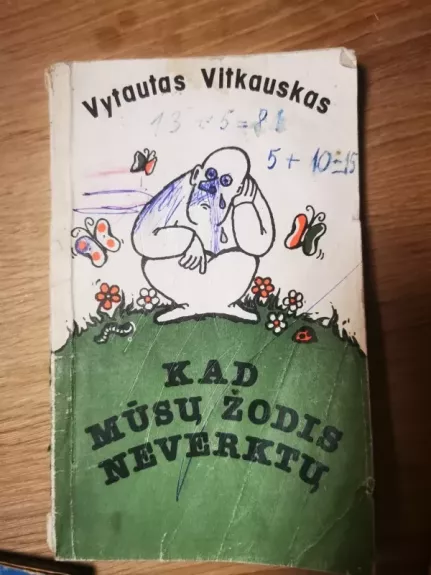 Vytautas Vitkauskas
5 + 10 = 15
KAD
MŪSŲ ŽODIS
NEVERKTŲ